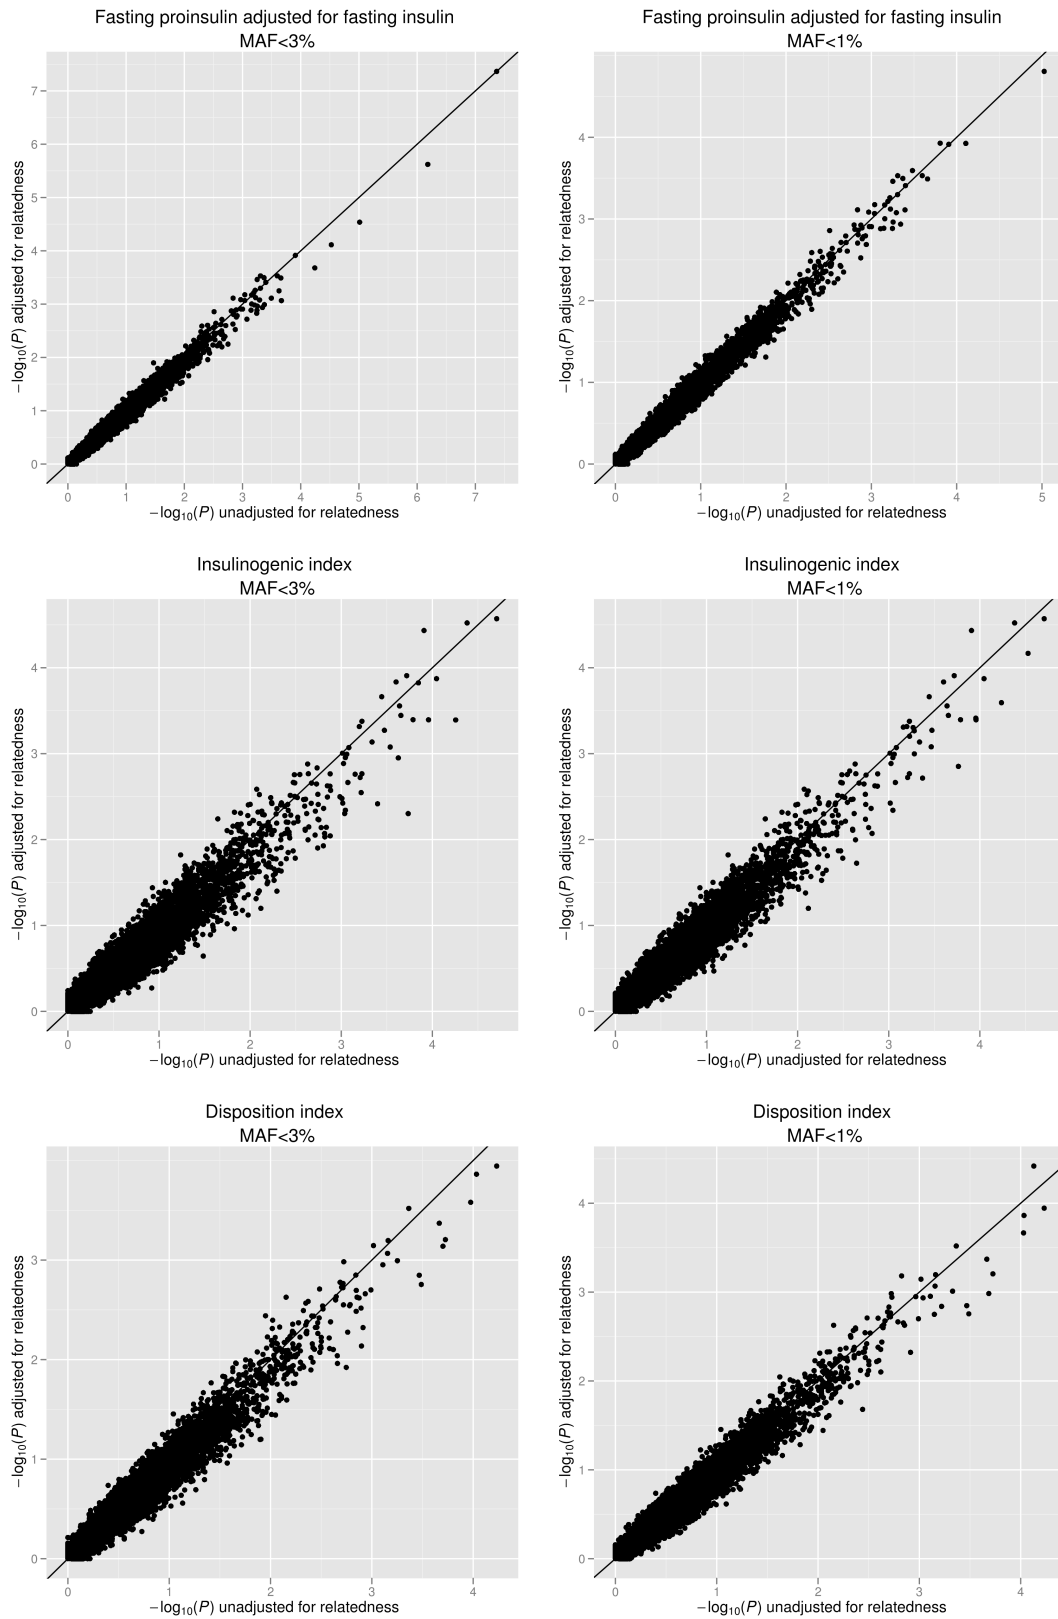 Fasting proinsulin adjusted for fasting insulin
MAF<3%
−log₁₀(P) adjusted for relatedness
7
6
5
4
3
2
1
0
0 1 2 3 4 5 6 7
−log₁₀(P) unadjusted for relatedness
Fasting proinsulin adjusted for fasting insulin
MAF<1%
−log₁₀(P) adjusted for relatedness
4
3
2
1
0
0 1 2 3 4 5
−log₁₀(P) unadjusted for relatedness
Insulinogenic index
MAF<3%
−log₁₀(P) adjusted for relatedness
4
3
2
1
0
0 1 2 3 4
−log₁₀(P) unadjusted for relatedness
Insulinogenic index
MAF<1%
−log₁₀(P) adjusted for relatedness
4
3
2
1
0
0 1 2 3 4
−log₁₀(P) unadjusted for relatedness
Disposition index
MAF<3%
−log₁₀(P) adjusted for relatedness
3
2
1
0
0 1 2 3 4
−log₁₀(P) unadjusted for relatedness
Disposition index
MAF<1%
−log₁₀(P) adjusted for relatedness
4
3
2
1
0
0 1 2 3 4
−log₁₀(P) unadjusted for relatedness